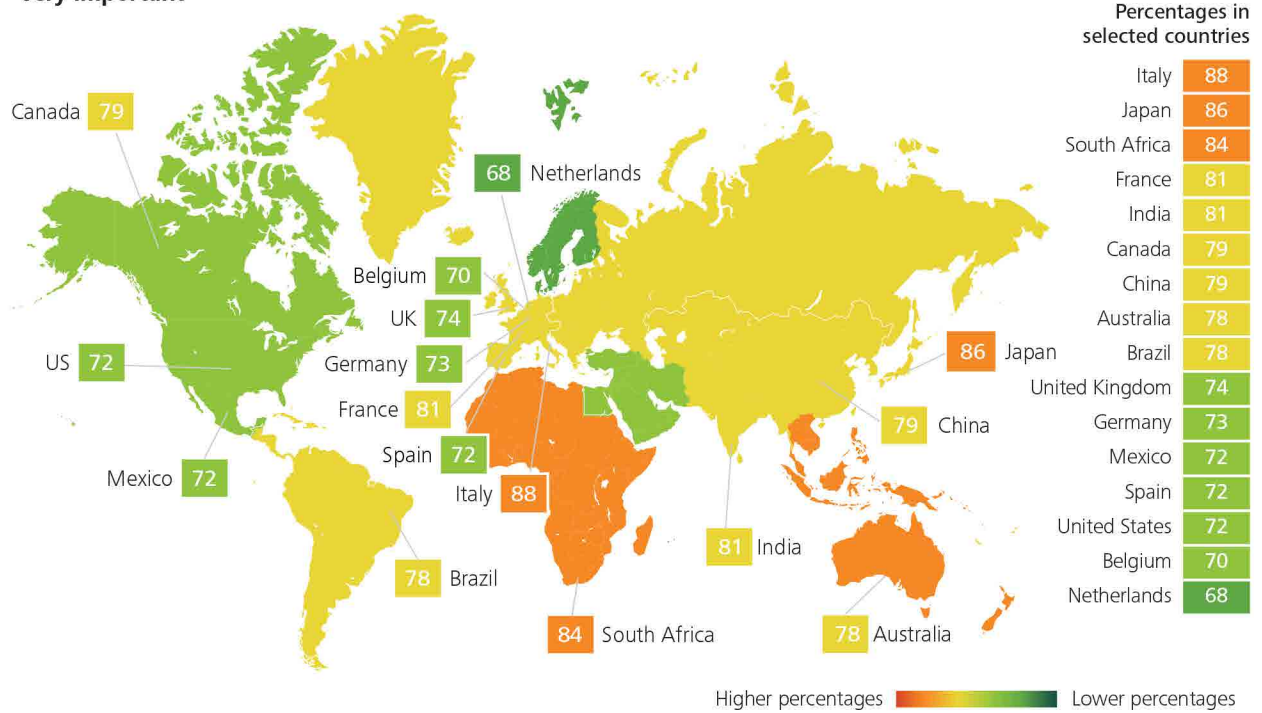 very important
Percentages in
selected countries
Italy 88
Japan 86
South Africa 84
France 81
India 81
Canada 79
China 79
Australia 78
Brazil 78
United Kingdom 74
Germany 73
Mexico 72
Spain 72
United States 72
Belgium 70
Netherlands 68
Canada 79
68 Netherlands
Belgium 70
UK 74
US 72
Germany 73
86 Japan
France 81
79 China
Spain 72
Mexico 72
Italy 88
81 India
78 Brazil
84 South Africa
78 Australia
Higher percentages
Lower percentages